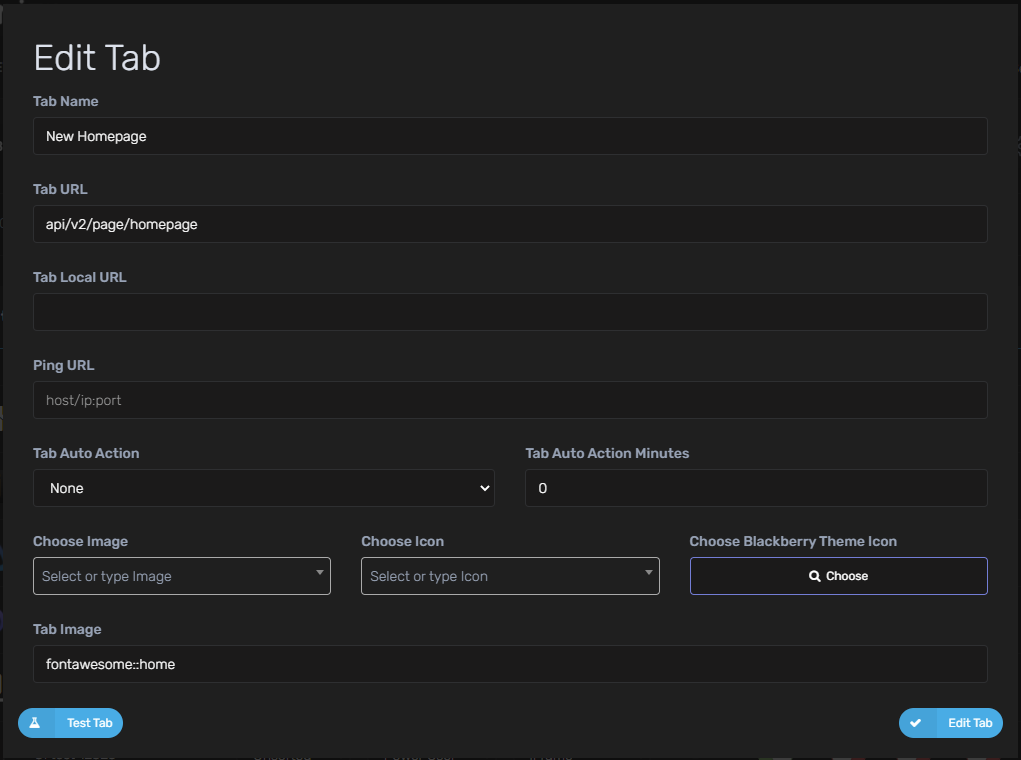 Edit Tab
Tab Name
New Homepage
Tab URL
api/v2/page/homepage
Tab Local URL
Ping URL
host/ip:port
Tab Auto Action
Tab Auto Action Minutes
None
0
Choose Image
Choose Icon
Choose Blackberry Theme Icon
Select or type Image
Select or type Icon
Choose
Tab Image
fontawesome::home
Test Tab
Edit Tab